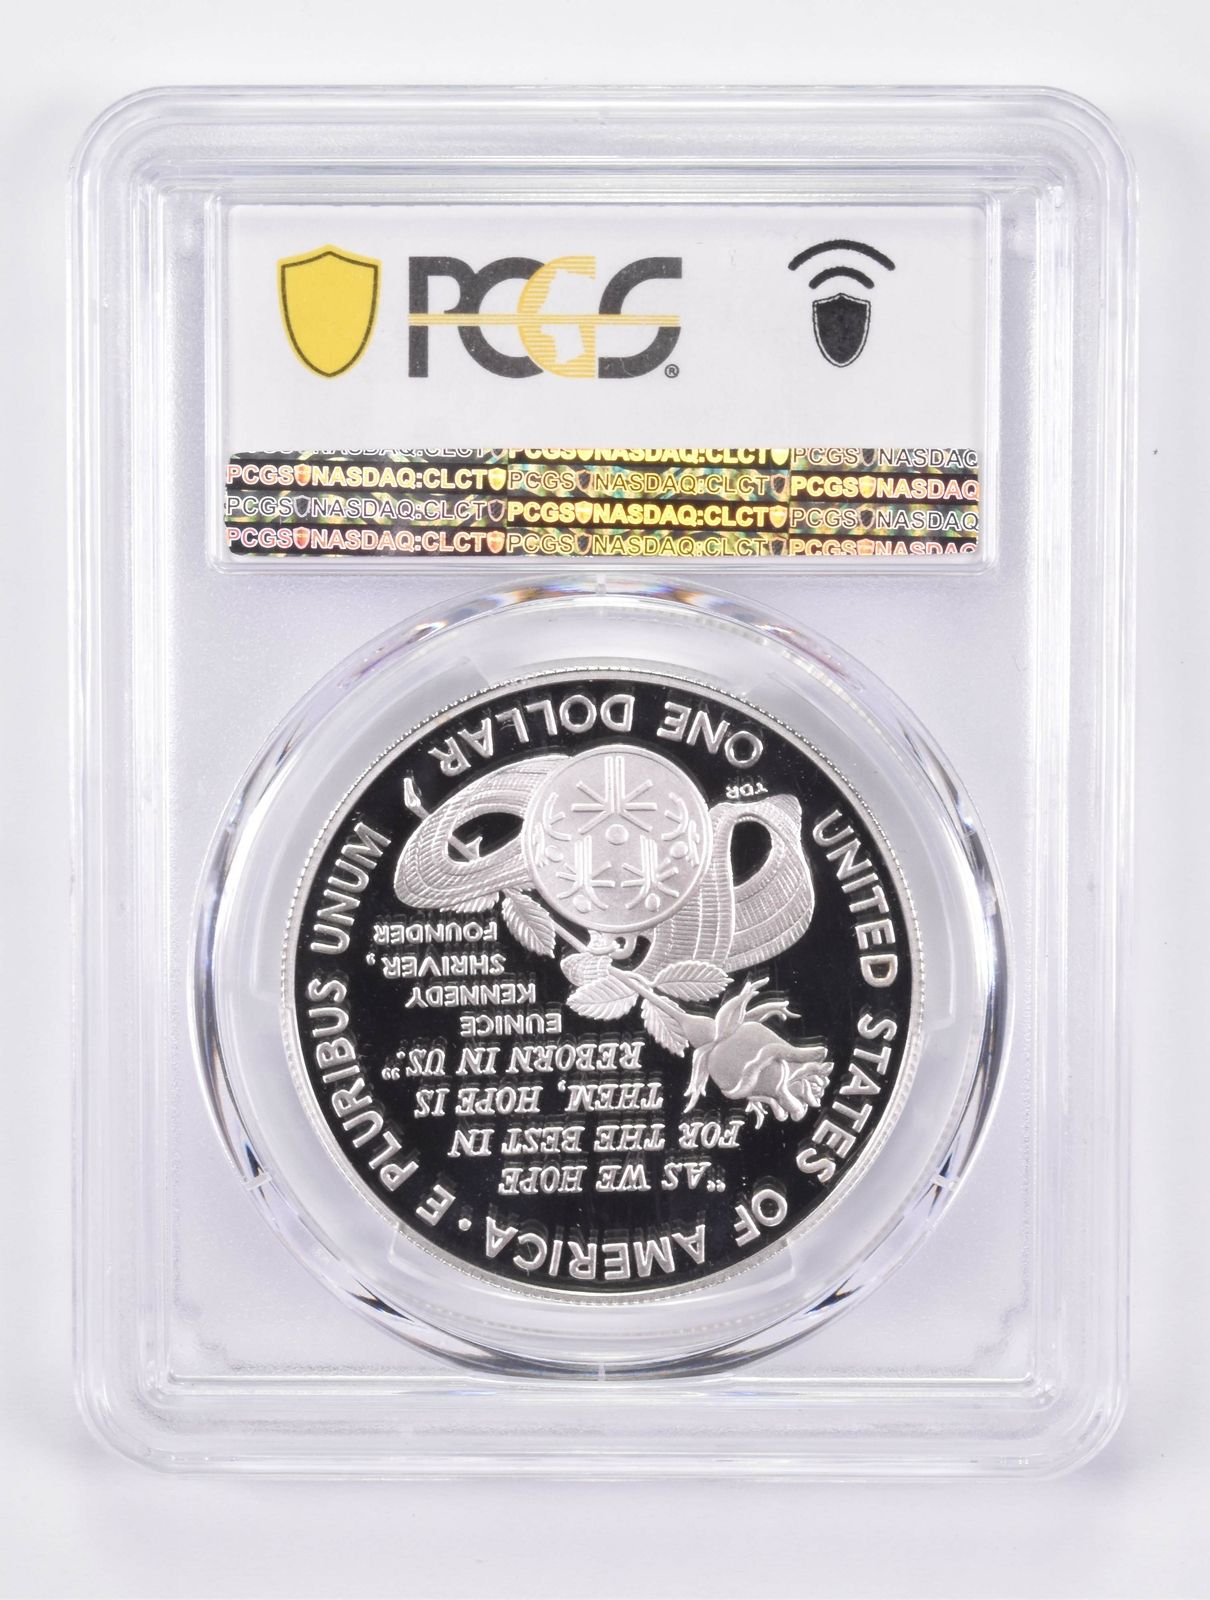 PCGS®
PCGS NASDAQ:CLCT PCGS NASDAQ:CLCT PCGS NASDAQ
PCGS NASDAQ:CLCT PCGS NASDAQ:CLCT PCGS NASDAQ
PCGS NASDAQ:CLCT PCGS NASDAQ:CLCT PCGS NASDAQ
PCGS NASDAQ:CLCT PCGS NASDAQ:CLCT PCGS NASDAQ
UNITED STATES OF AMERICA • E PLURIBUS UNUM
"AS WE HOPE
FOR THE BEST IN
THEM, HOPE IS
REBORN IN US."
EUNICE
KENNEDY
SHRIVER,
FOUNDER
TDR
ONE DOLLAR